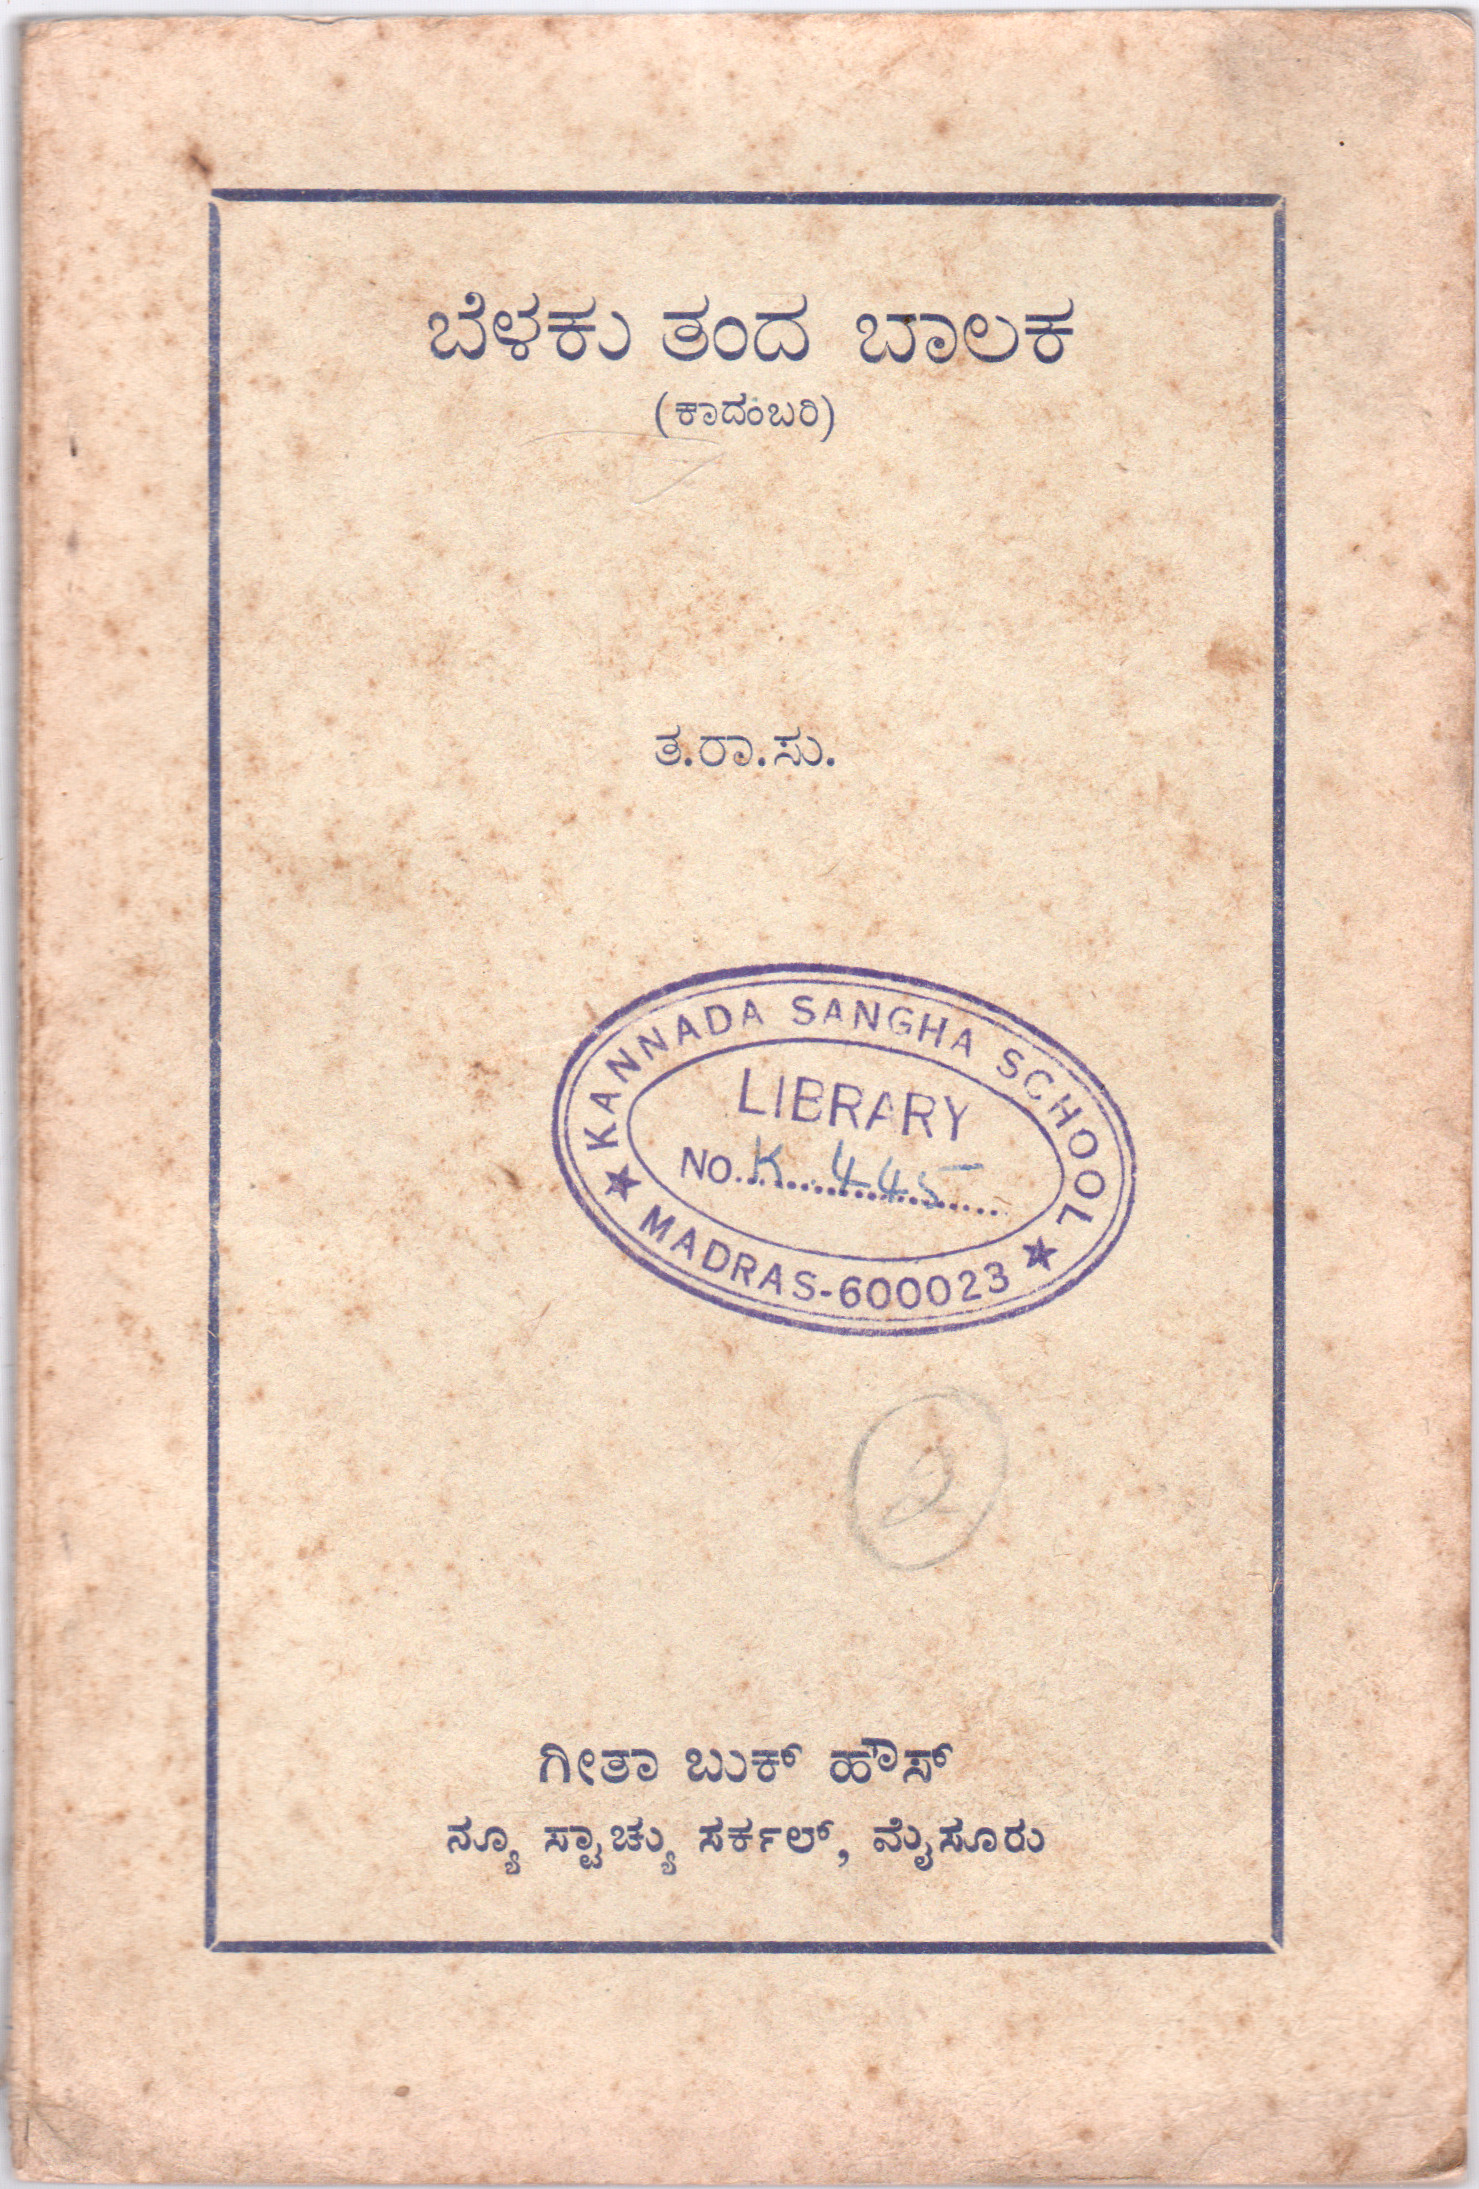 ಬೆಳಕು ತಂದ ಬಾಲಕ
(ಕಾದಂಬರಿ)
ತ.ರಾ.ಸು.
KANNADA SANGHA SCHOOL
LIBRARY
NO. K 445
MADRAS-600023
2
ಗೀತಾ ಬುಕ್ ಹೌಸ್
ನ್ಯೂ ಸ್ಟಾಚ್ಯು ಸರ್ಕಲ್, ಮೈಸೂರು